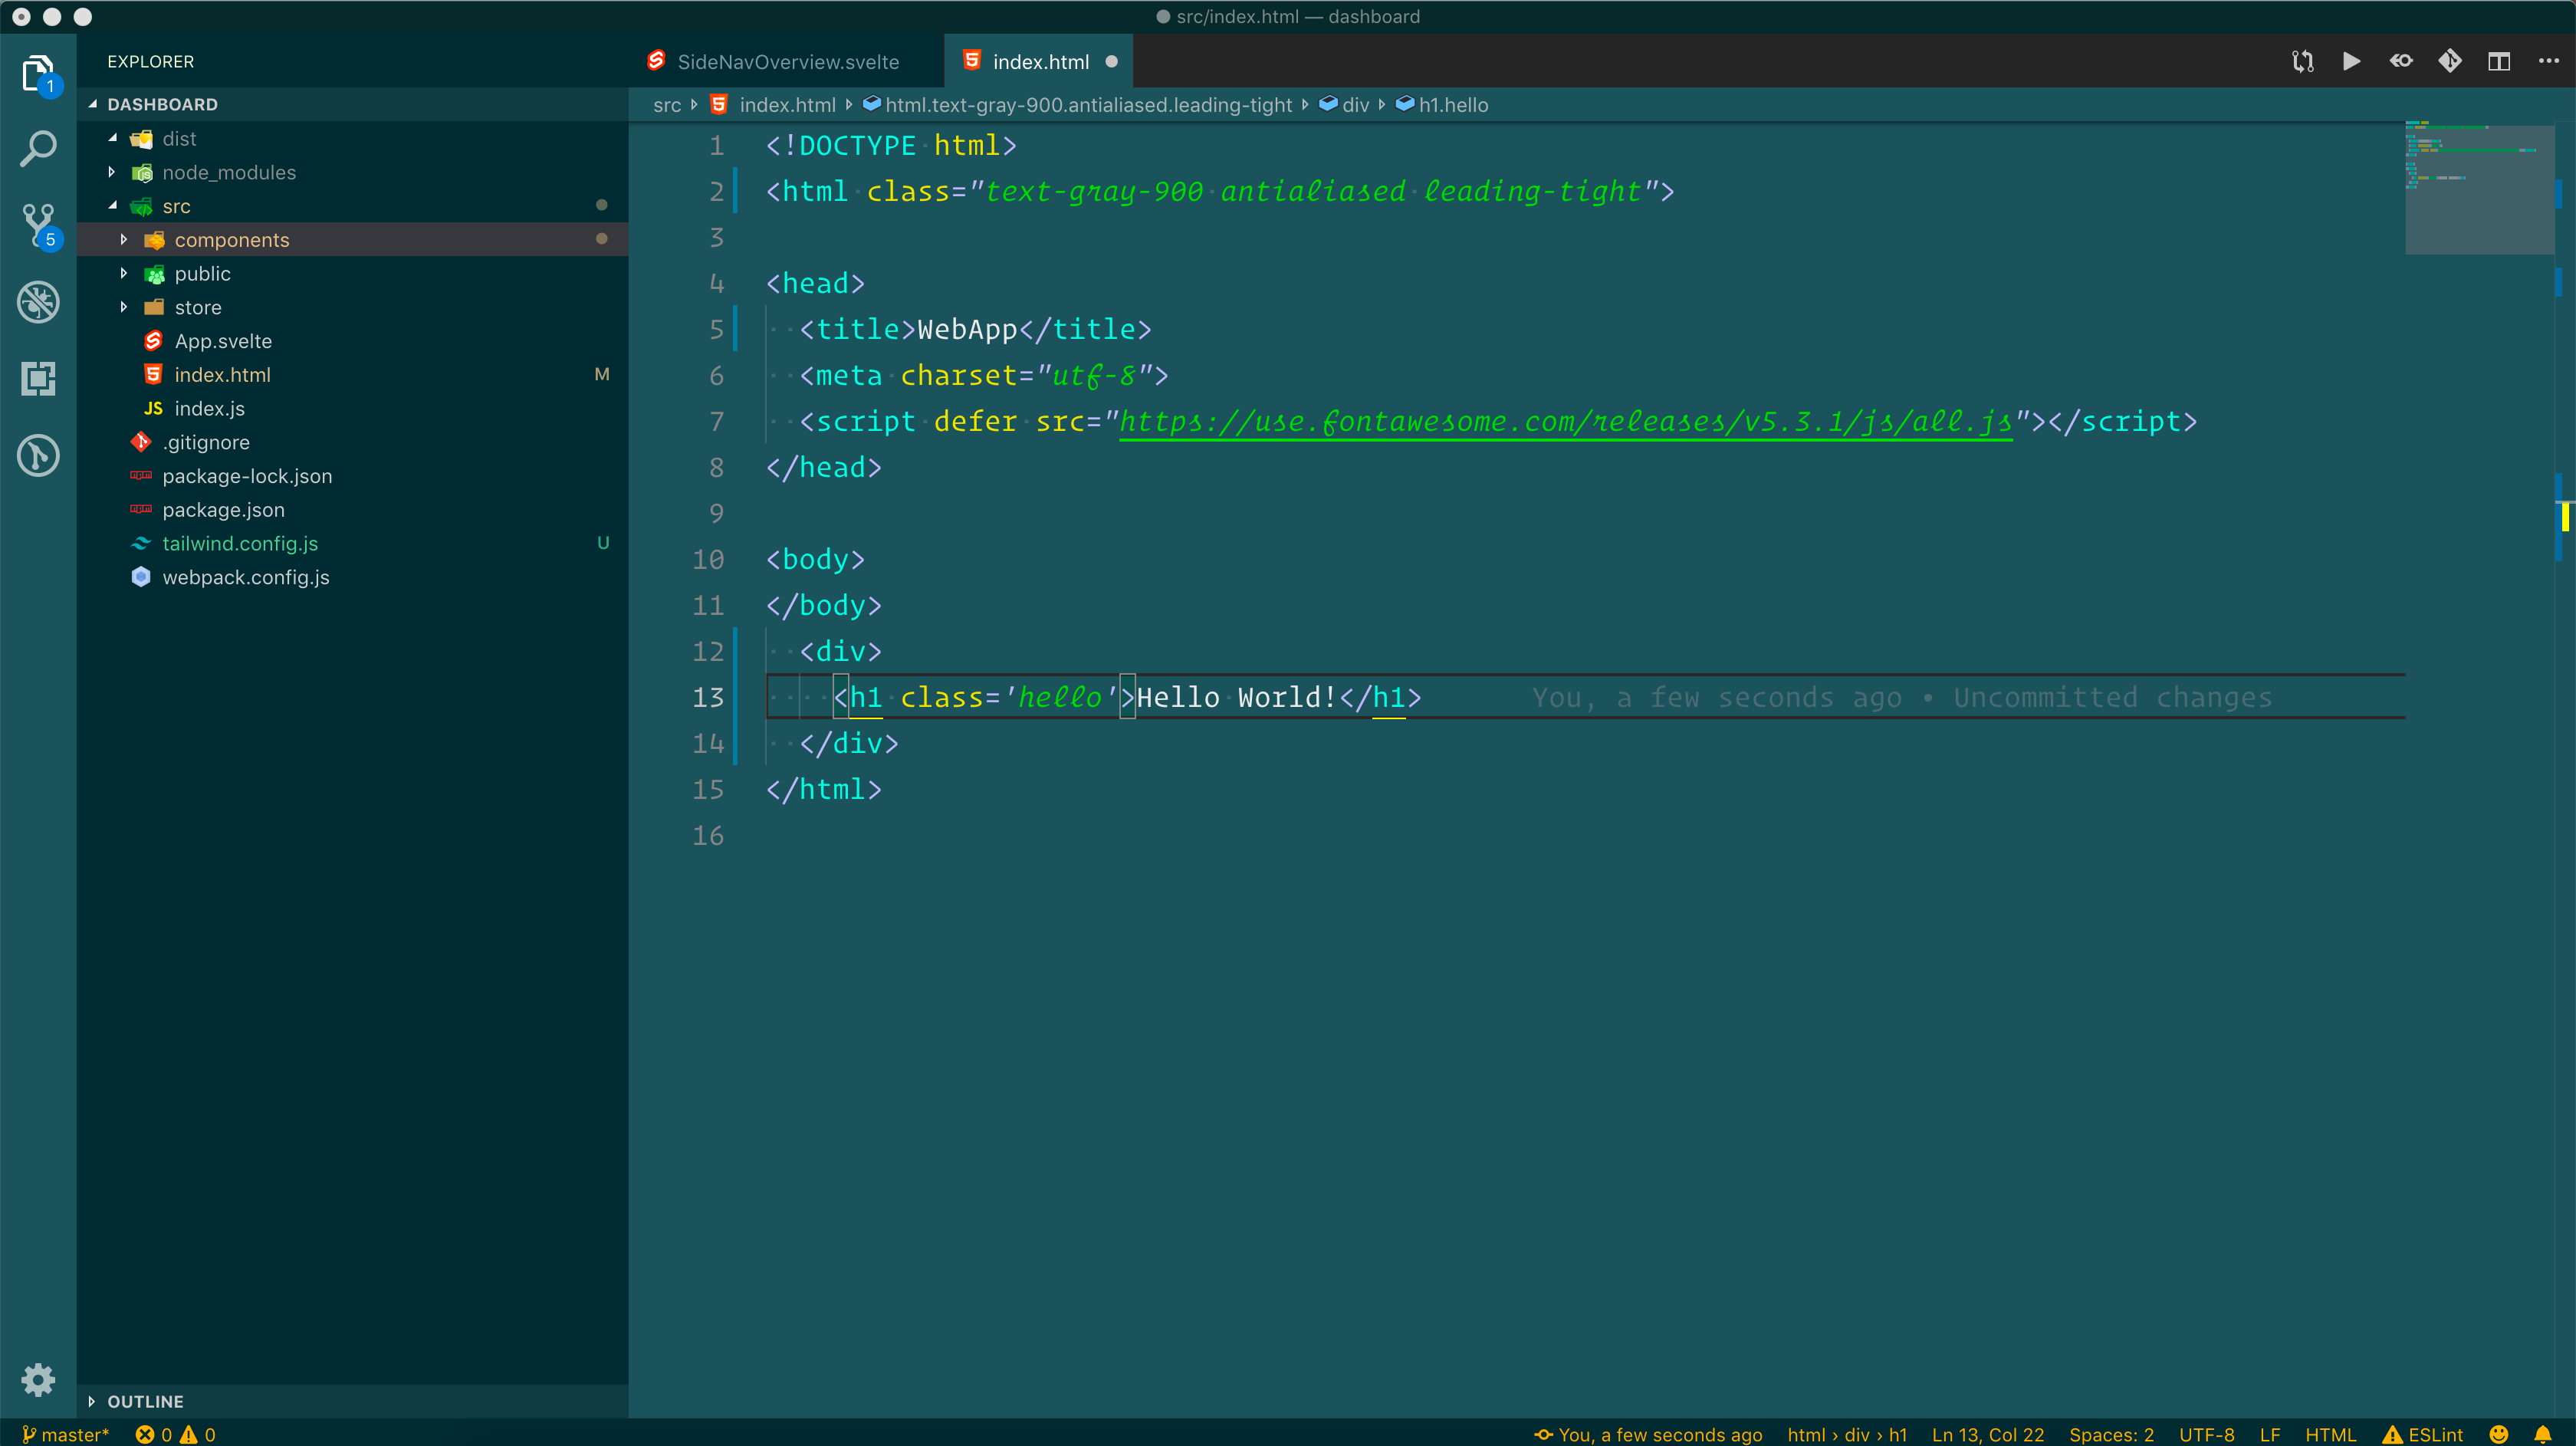 src/index.html — dashboard
EXPLORER
SideNavOverview.svelte
index.html
DASHBOARD
src index.html html.text-gray-900.antialiased.leading-tight div h1.hello
dist
node_modules
src
components
public
store
App.svelte
index.html M
JS index.js
.gitignore
package-lock.json
package.json
tailwind.config.js U
webpack.config.js
1
5
1 <!DOCTYPE html>
2 <html class="text-gray-900 antialiased leading-tight">
3
4 <head>
5 <title>WebApp</title>
6 <meta charset="utf-8">
7 <script defer src="https://use.fontawesome.com/releases/v5.3.1/js/all.js"></script>
8 </head>
9
10 <body>
11 </body>
12 <div>
13 <h1 class='hello'>Hello World!</h1> You, a few seconds ago • Uncommitted changes
14 </div>
15 </html>
16
OUTLINE
master* 0 0 You, a few seconds ago html › div › h1 Ln 13, Col 22 Spaces: 2 UTF-8 LF HTML ESLint